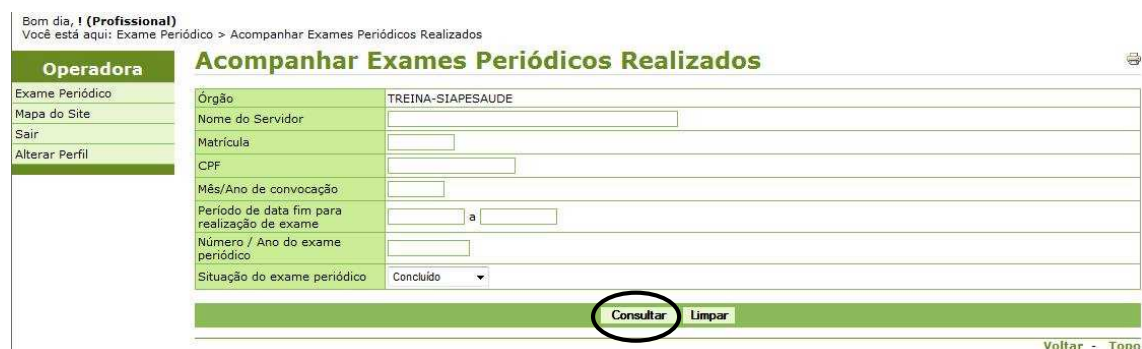 Bom dia, ! (Profissional)
Você está aqui: Exame Periódico > Acompanhar Exames Periódicos Realizados
Operadora
Exame Periódico
Mapa do Site
Sair
Alterar Perfil
Acompanhar Exames Periódicos Realizados
Órgão TREINA-SIAPESAUDE
Nome do Servidor
Matrícula
CPF
Mês/Ano de convocação
Período de data fim para
realização de exame a
Número / Ano do exame
periódico
Situação do exame periódico Concluído
Consultar Limpar
Voltar - Topo